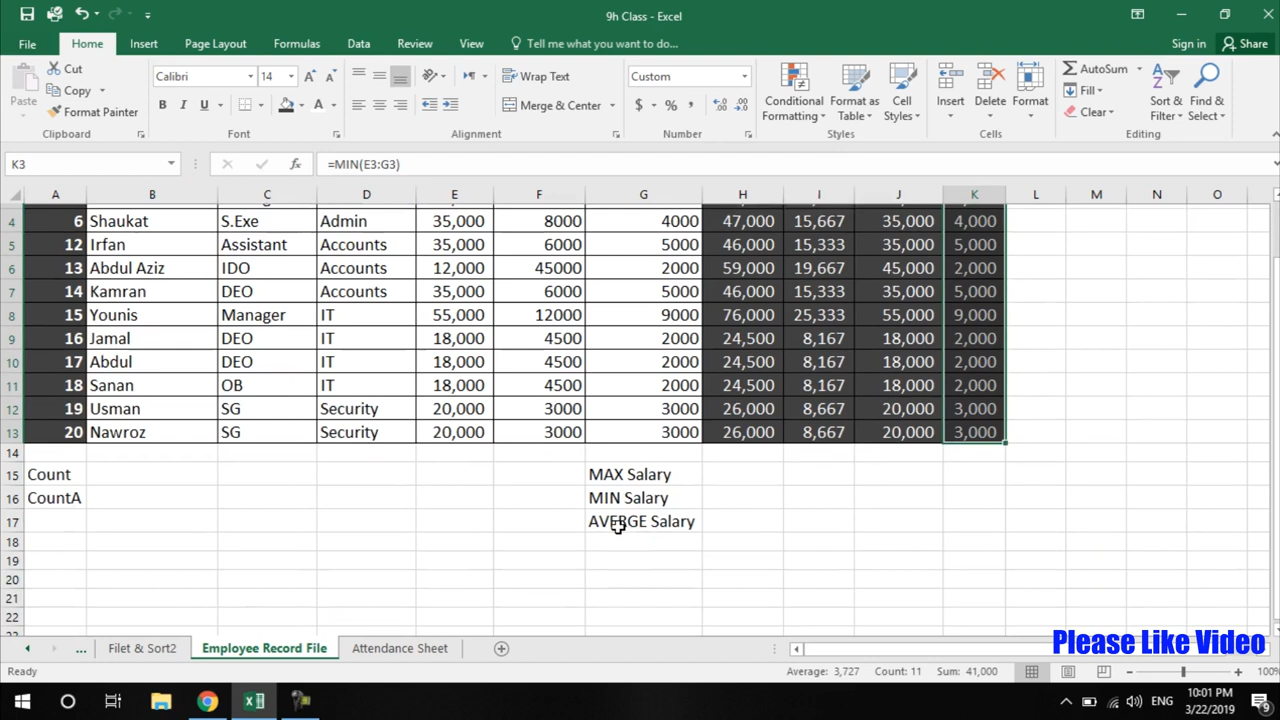 9h Class - Excel
File Home Insert Page Layout Formulas Data Review View Tell me what you want to do... Sign in Share
Paste Cut Copy Format Painter Clipboard
Calibri 14 A A B I U A Font
Wrap Text Merge & Center Alignment
Custom $ % , Number
Conditional Formatting Format as Table Cell Styles Styles
Insert Delete Format Cells
AutoSum Fill Clear Sort & Filter Find & Select Editing
K3 fx =MIN(E3:G3)
A B C D E F G H I J K L M N O
4 6 Shaukat S.Exe Admin 35,000 8000 4000 47,000 15,667 35,000 4,000
5 12 Irfan Assistant Accounts 35,000 6000 5000 46,000 15,333 35,000 5,000
6 13 Abdul Aziz IDO Accounts 12,000 45000 2000 59,000 19,667 45,000 2,000
7 14 Kamran DEO Accounts 35,000 6000 5000 46,000 15,333 35,000 5,000
8 15 Younis Manager IT 55,000 12000 9000 76,000 25,333 55,000 9,000
9 16 Jamal DEO IT 18,000 4500 2000 24,500 8,167 18,000 2,000
10 17 Abdul DEO IT 18,000 4500 2000 24,500 8,167 18,000 2,000
11 18 Sanan OB IT 18,000 4500 2000 24,500 8,167 18,000 2,000
12 19 Usman SG Security 20,000 3000 3000 26,000 8,667 20,000 3,000
13 20 Nawroz SG Security 20,000 3000 3000 26,000 8,667 20,000 3,000
14
15 Count MAX Salary
16 CountA MIN Salary
17 AVERGE Salary
18
19
20
21
22
... Filet & Sort2 Employee Record File Attendance Sheet
Please Like Video
Ready Average: 3,727 Count: 11 Sum: 41,000 100%
ENG 10:01 PM
3/22/2019 9